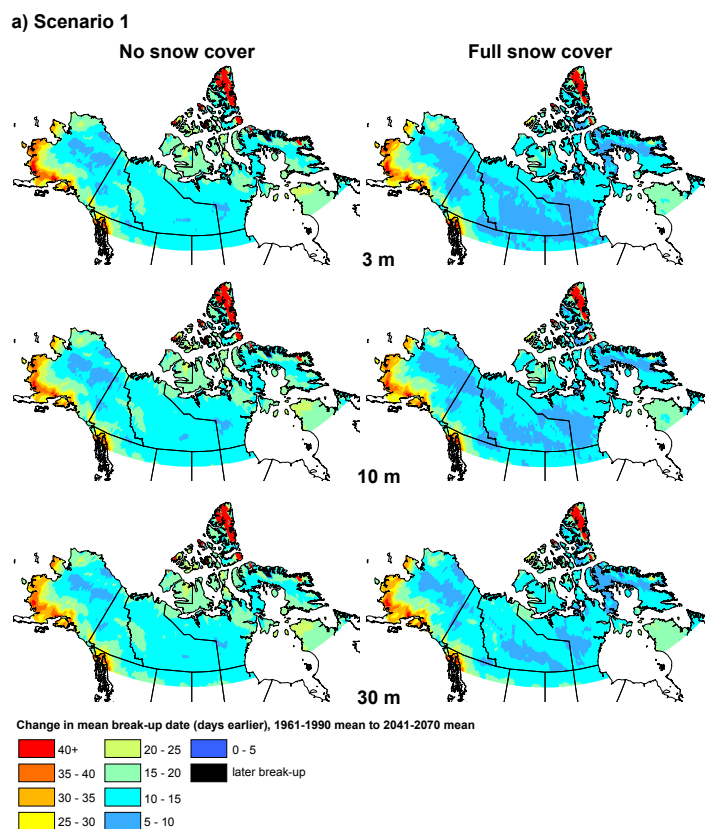 a) Scenario 1
No snow cover
Full snow cover
3 m
10 m
30 m
Change in mean break-up date (days earlier), 1961-1990 mean to 2041-2070 mean
40+
20 - 25
0 - 5
35 - 40
15 - 20
later break-up
30 - 35
10 - 15
25 - 30
5 - 10